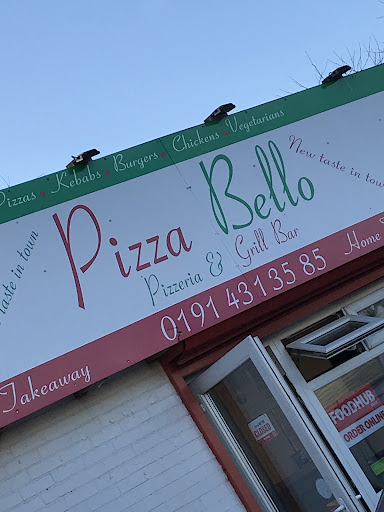 Pizzas • Kebabs • Burgers • Chickens • Vegetarians
taste in town
Pizza Bello
New taste in town
Pizzeria & Grill Bar
Takeaway
0191 431 35 85
Home
CLOSED
FOODHUB
ORDER ONLINE